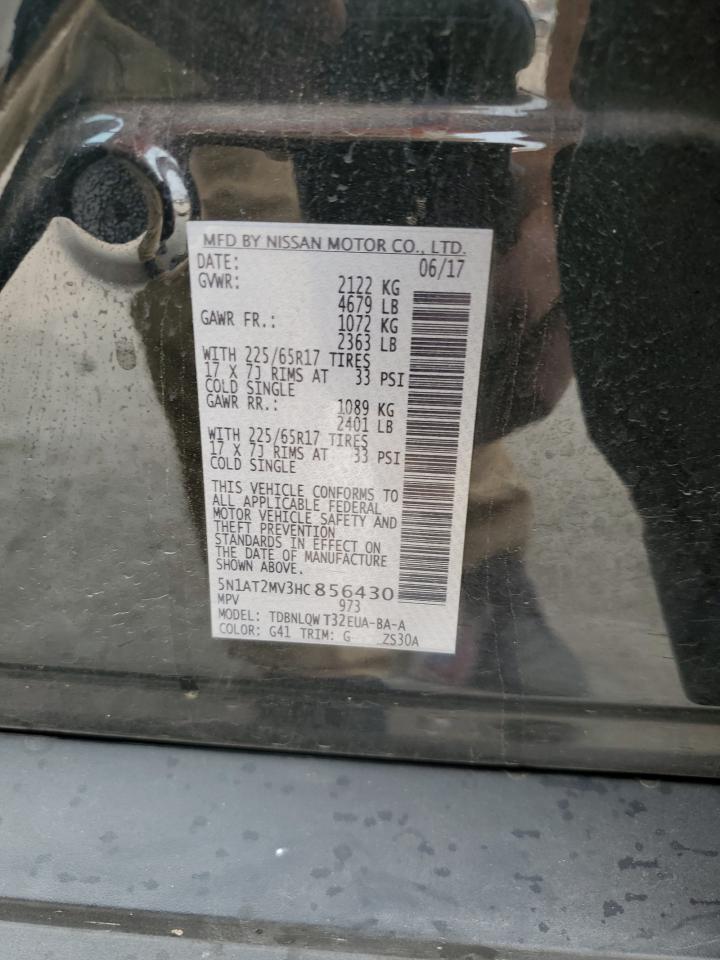 MFD BY NISSAN MOTOR CO., LTD.
DATE: 06/17
GVWR: 2122 KG
4679 LB
GAWR FR.: 1072 KG
2363 LB
WITH 225/65R17 TIRES
17 X 7J RIMS AT 33 PSI
COLD SINGLE
GAWR RR.: 1089 KG
2401 LB
WITH 225/65R17 TIRES
17 X 7J RIMS AT 33 PSI
COLD SINGLE
THIS VEHICLE CONFORMS TO
ALL APPLICABLE FEDERAL
MOTOR VEHICLE SAFETY AND
THEFT PREVENTION
STANDARDS IN EFFECT ON
THE DATE OF MANUFACTURE
SHOWN ABOVE.
5N1AT2MV3HC856430
MPV 973
MODEL: TDBNLQW T32EUA-BA-A
COLOR: G41 TRIM: G ZS30A